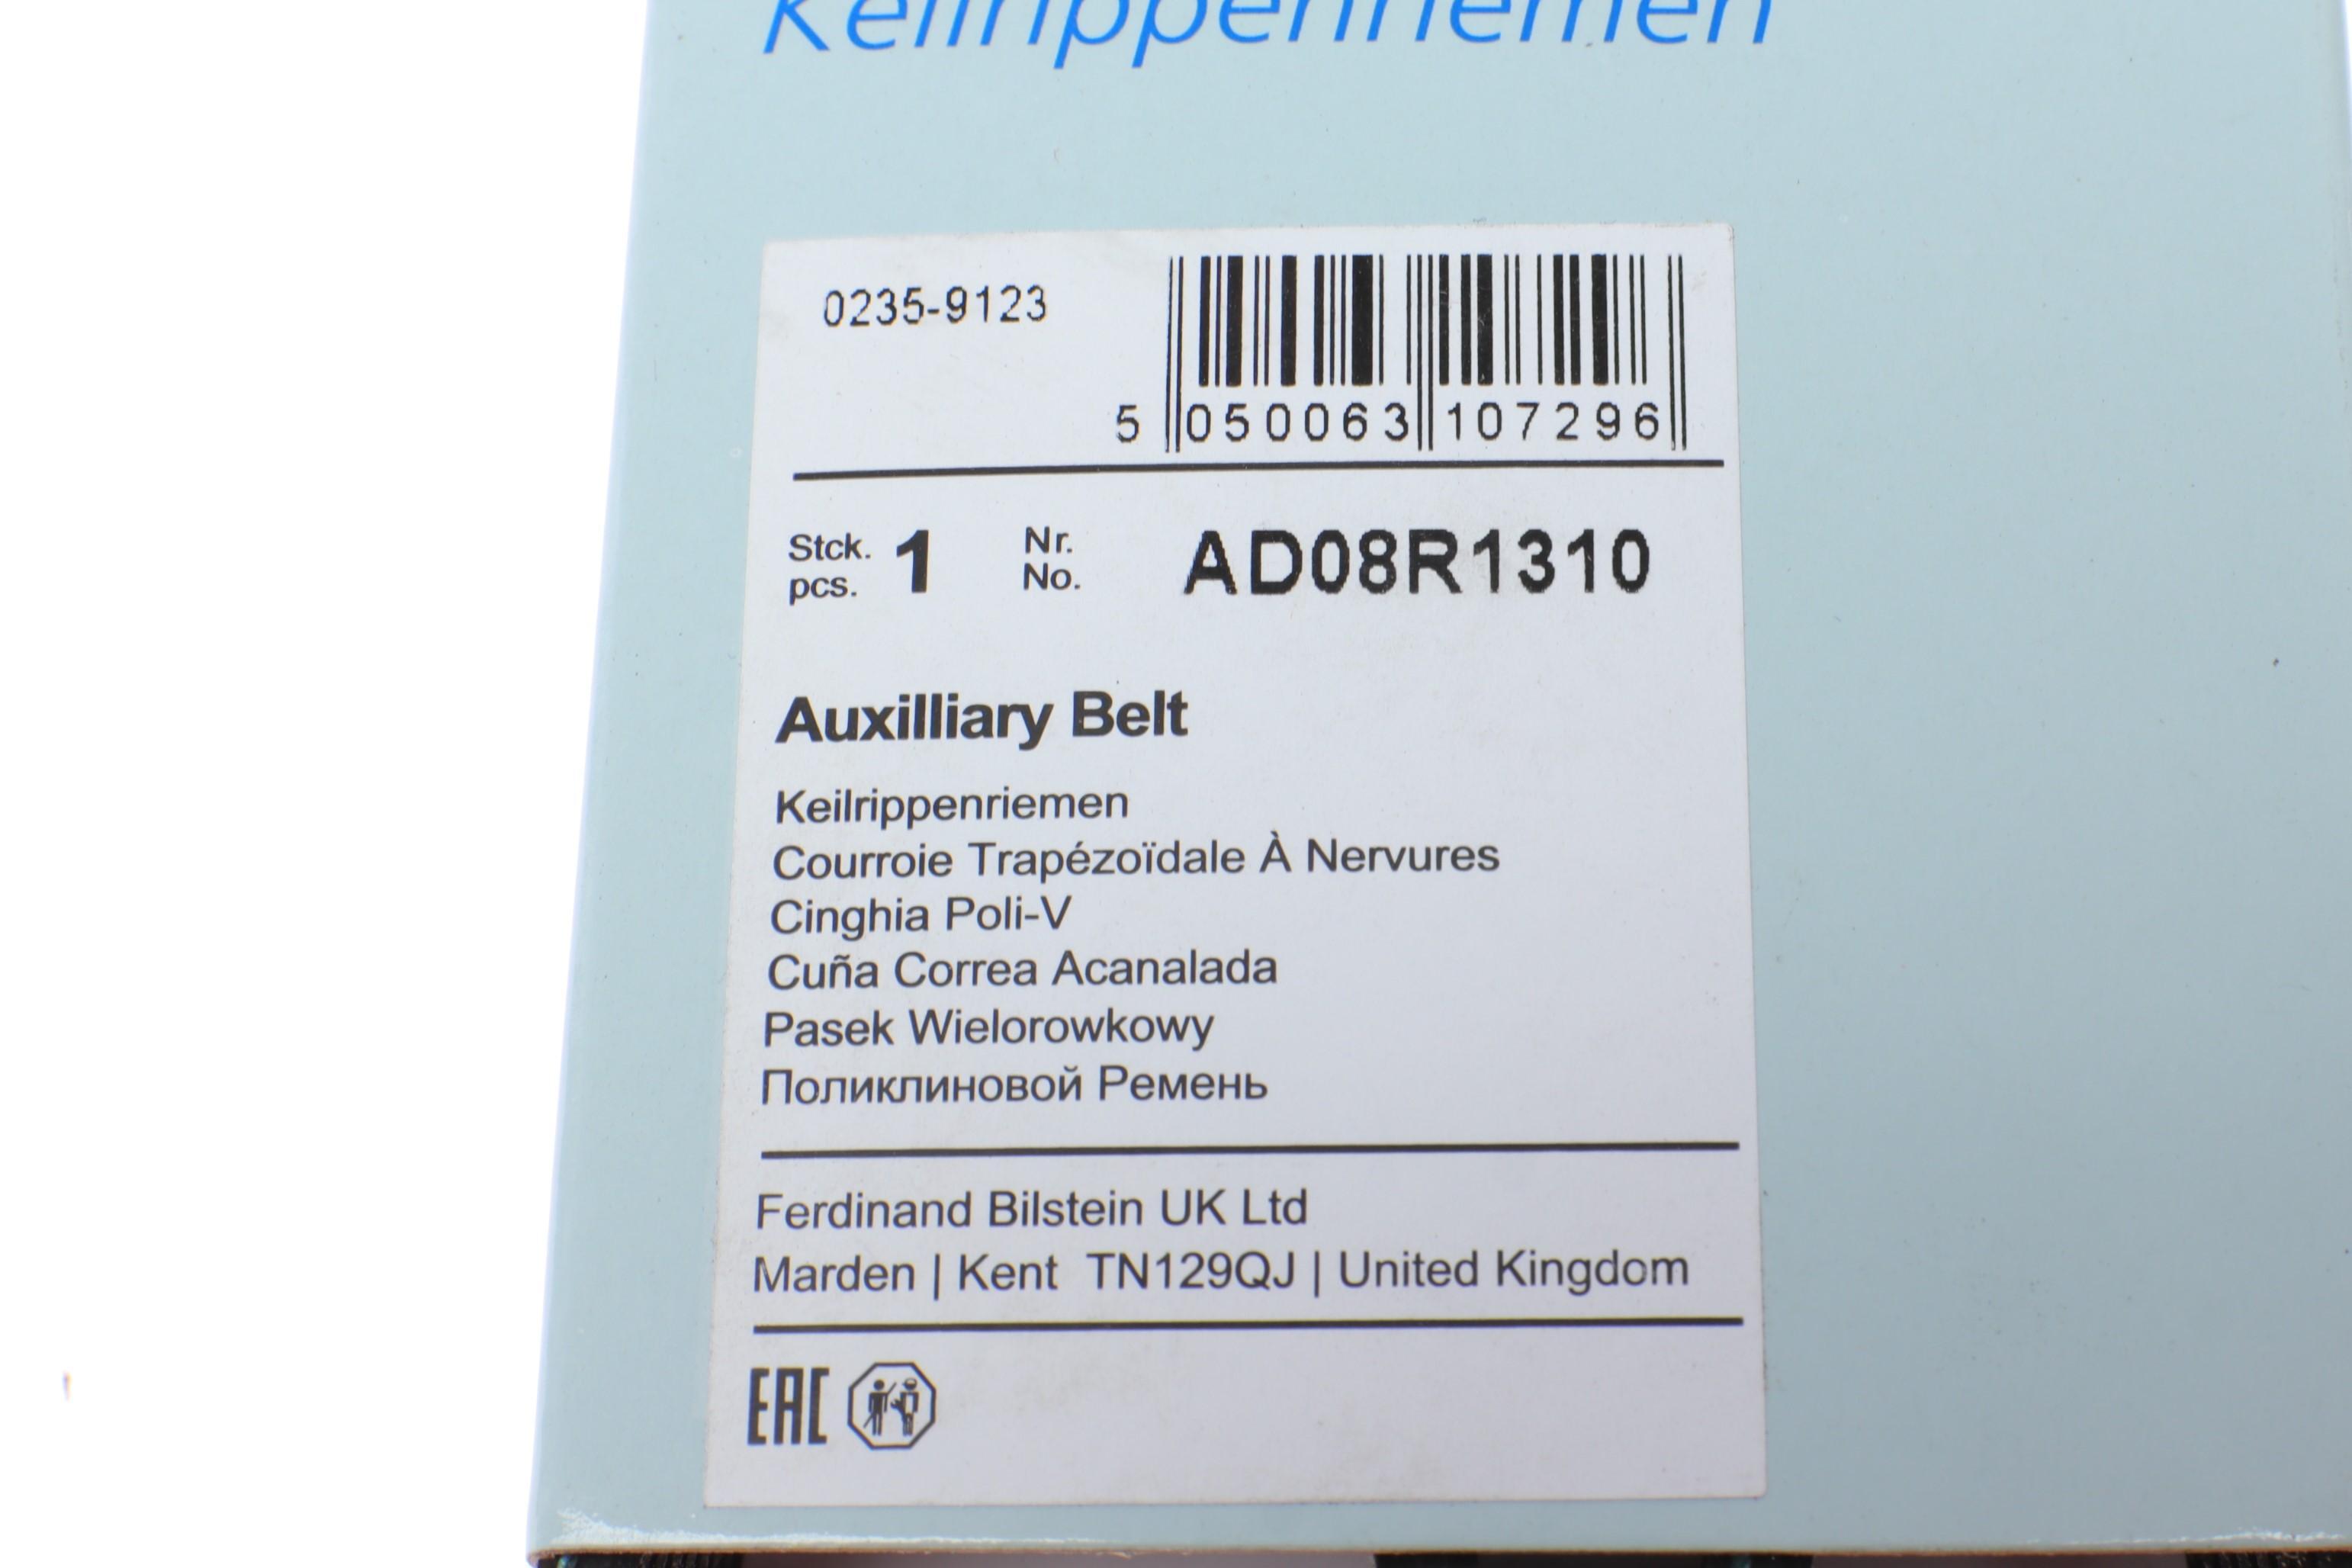 Keilrippenriemen
0235-9123
5 050063 107296
Stck. pcs. 1 Nr. No. AD08R1310
Auxilliary Belt
Keilrippenriemen
Courroie Trapézoïdale À Nervures
Cinghia Poli-V
Cuña Correa Acanalada
Pasek Wielorowkowy
Поликлиновой Ремень
Ferdinand Bilstein UK Ltd
Marden | Kent TN129QJ | United Kingdom
EAC